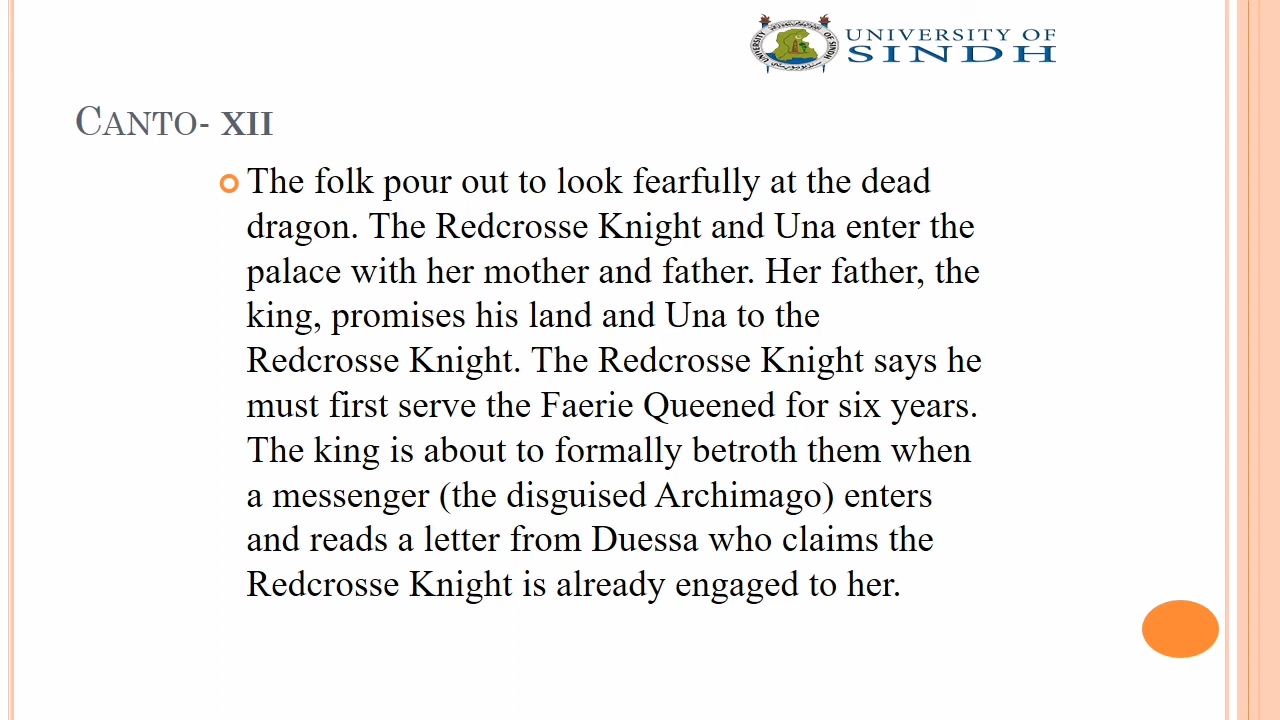 UNIVERSITY OF
SINDH
CANTO- XII
The folk pour out to look fearfully at the dead
dragon. The Redcrosse Knight and Una enter the
palace with her mother and father. Her father, the
king, promises his land and Una to the
Redcrosse Knight. The Redcrosse Knight says he
must first serve the Faerie Queened for six years.
The king is about to formally betroth them when
a messenger (the disguised Archimago) enters
and reads a letter from Duessa who claims the
Redcrosse Knight is already engaged to her.